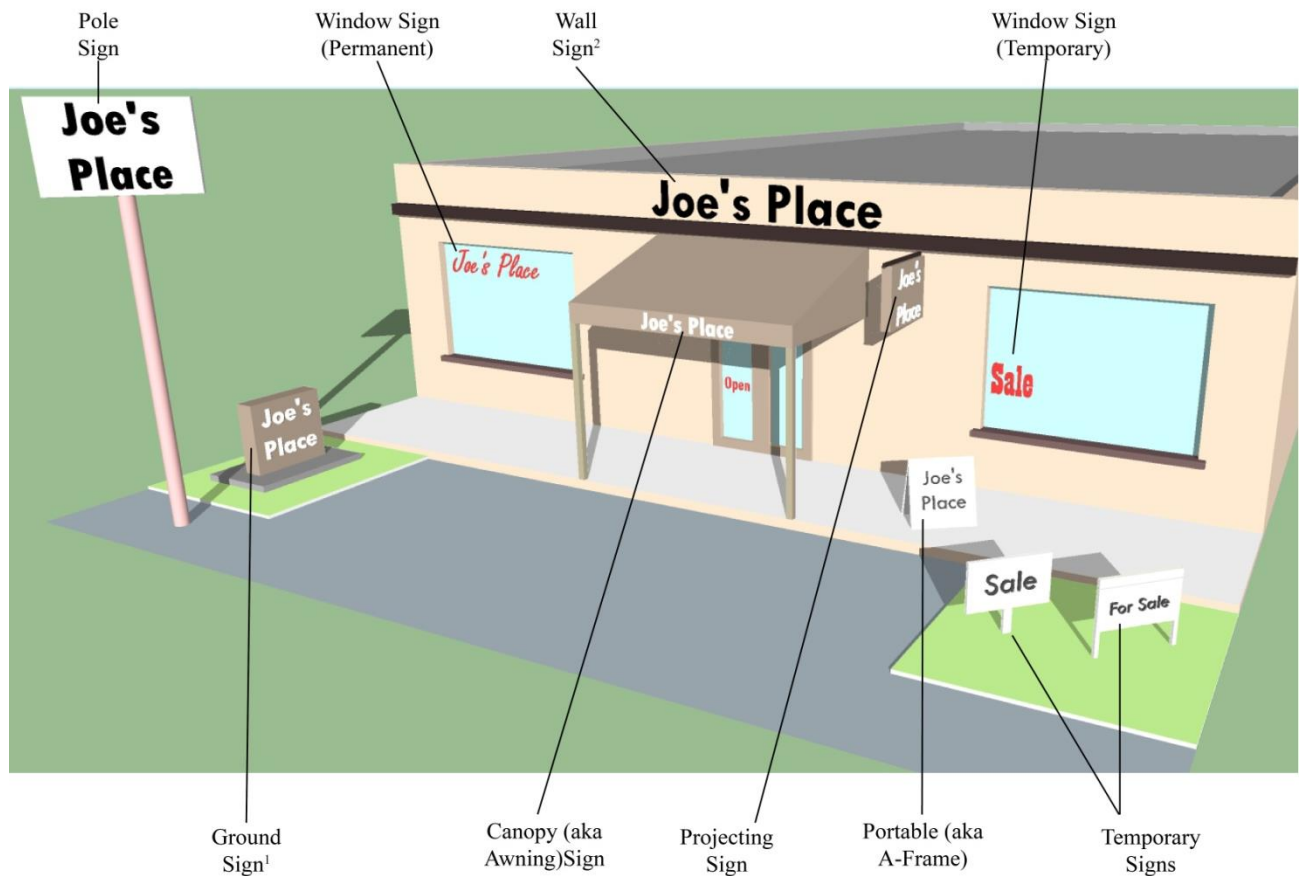 Pole
Sign
Window Sign
(Permanent)
Wall
Sign²
Window Sign
(Temporary)
Joe's
Place
Joe's Place
Joe's Place
Joe's
Place
Joe's Place
Open
Sale
Joe's
Place
Joe's
Place
Sale
For Sale
Ground
Sign¹
Canopy (aka
Awning)Sign
Projecting
Sign
Portable (aka
A-Frame)
Temporary
Signs